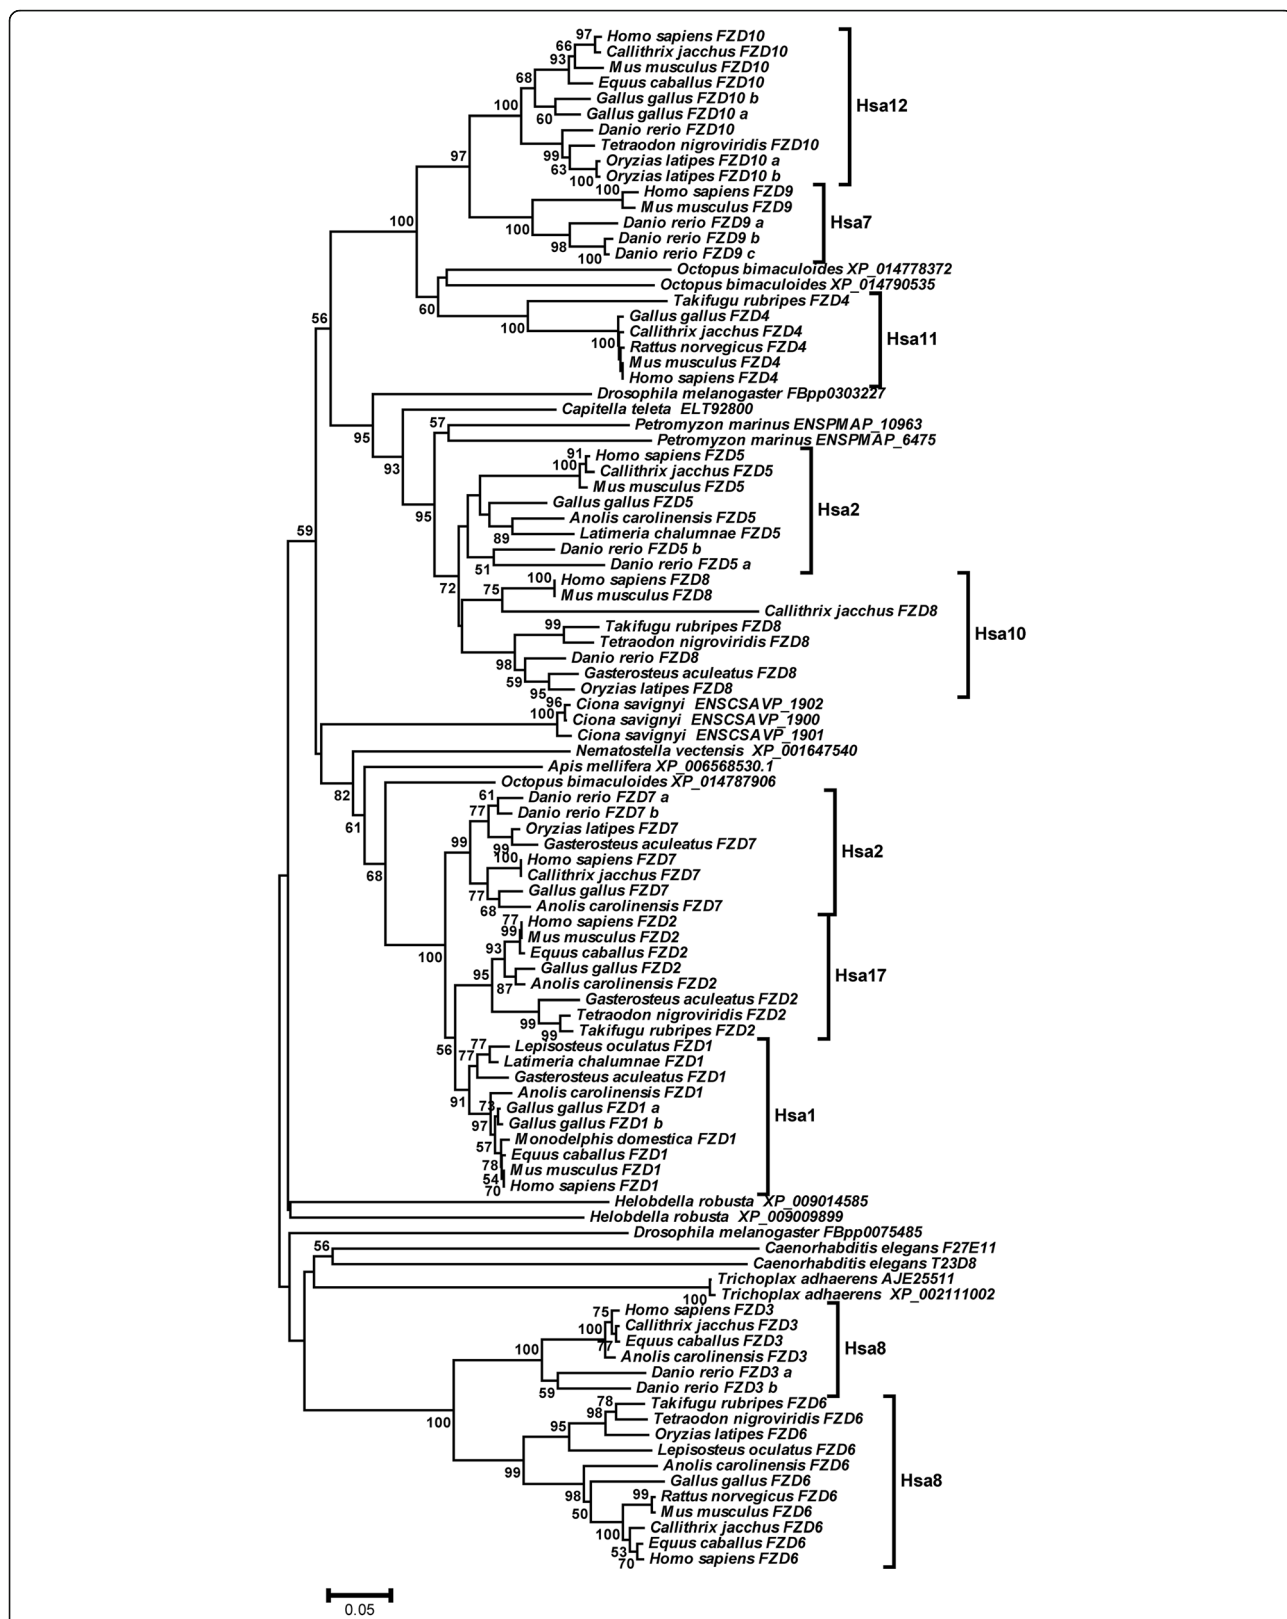 97
Homo sapiens FZD10
66
Callithrix jacchus FZD10
93
Mus musculus FZD10
68
Equus caballus FZD10
Gallus gallus FZD10 b
100
Hsa12
60
Gallus gallus FZD10 a
Danio rerio FZD10
Tetraodon nigroviridis FZD10
97
99
Oryzias latipes FZD10 a
63
100
Oryzias latipes FZD10 b
100
Homo sapiens FZD9
Mus musculus FZD9
100
100
Danio rerio FZD9 a
Hsa7
98
Danio rerio FZD9 b
100
Danio rerio FZD9 c
Octopus bimaculoides XP_014778372
Octopus bimaculoides XP_014790535
60
Takifugu rubripes FZD4
56
100
Gallus gallus FZD4
Callithrix jacchus FZD4
100
Hsa11
Rattus norvegicus FZD4
Mus musculus FZD4
Homo sapiens FZD4
Drosophila melanogaster FBpp0303227
Capitella teleta ELT92800
95
57
Petromyzon marinus ENSPMAP_10963
Petromyzon marinus ENSPMAP_6475
93
91
Homo sapiens FZD5
100
Callithrix jacchus FZD5
Mus musculus FZD5
Gallus gallus FZD5
95
Hsa2
Anolis carolinensis FZD5
59
89
Latimeria chalumnae FZD5
Danio rerio FZD5 b
51
Danio rerio FZD5 a
72
100
Homo sapiens FZD8
75
Mus musculus FZD8
Callithrix jacchus FZD8
99
Takifugu rubripes FZD8
Hsa10
Tetraodon nigroviridis FZD8
98
Danio rerio FZD8
59
Gasterosteus aculeatus FZD8
95
Oryzias latipes FZD8
96
Ciona savignyi ENSCSAVP_1902
100
Ciona savignyi ENSCSAVP_1900
Ciona savignyi ENSCSAVP_1901
Nematostella vectensis XP_001647540
Apis mellifera XP_006568530.1
82
Octopus bimaculoides XP_014787906
61
61
Danio rerio FZD7 a
77
Danio rerio FZD7 b
Oryzias latipes FZD7
99
99
Gasterosteus aculeatus FZD7
Hsa2
100
Homo sapiens FZD7
68
Callithrix jacchus FZD7
77
Gallus gallus FZD7
68
Anolis carolinensis FZD7
77
Homo sapiens FZD2
99
Mus musculus FZD2
93
Equus caballus FZD2
100
95
Gallus gallus FZD2
Hsa17
87
Anolis carolinensis FZD2
Gasterosteus aculeatus FZD2
99
Tetraodon nigroviridis FZD2
99
Takifugu rubripes FZD2
56
77
Lepisosteus oculatus FZD1
77
Latimeria chalumnae FZD1
Gasterosteus aculeatus FZD1
91
Anolis carolinensis FZD1
73
Gallus gallus FZD1 a
Hsa1
97
Gallus gallus FZD1 b
57
Monodelphis domestica FZD1
Equus caballus FZD1
78
Mus musculus FZD1
54
70
Homo sapiens FZD1
Helobdella robusta XP_009014585
Helobdella robusta XP_009009899
Drosophila melanogaster FBpp0075485
56
Caenorhabditis elegans F27E11
Caenorhabditis elegans T23D8
Trichoplax adhaerens AJE25511
100
Trichoplax adhaerens XP_002111002
75
Homo sapiens FZD3
100
Callithrix jacchus FZD3
77
Equus caballus FZD3
100
Hsa8
Anolis carolinensis FZD3
Danio rerio FZD3 a
59
Danio rerio FZD3 b
78
Takifugu rubripes FZD6
98
100
Tetraodon nigroviridis FZD6
95
Oryzias latipes FZD6
Lepisosteus oculatus FZD6
99
Anolis carolinensis FZD6
Gallus gallus FZD6
Hsa8
98
99
Rattus norvegicus FZD6
50
Mus musculus FZD6
100
Callithrix jacchus FZD6
53
Equus caballus FZD6
70
Homo sapiens FZD6
0.05